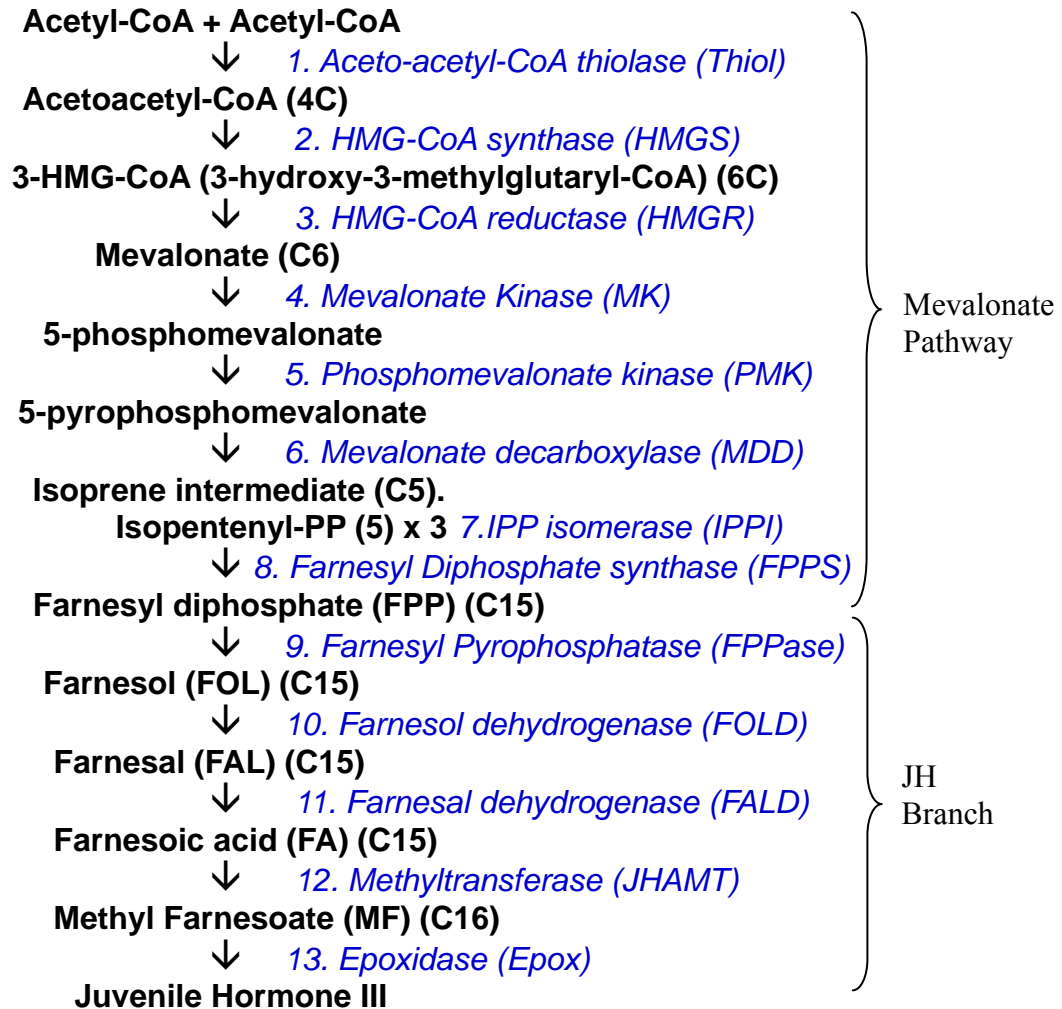 Acetyl-CoA + Acetyl-CoA
↓ 1. Aceto-acetyl-CoA thiolase (Thiol)
Acetoacetyl-CoA (4C)
↓ 2. HMG-CoA synthase (HMGS)
3-HMG-CoA (3-hydroxy-3-methylglutaryl-CoA) (6C)
↓ 3. HMG-CoA reductase (HMGR)
Mevalonate (C6)
↓ 4. Mevalonate Kinase (MK)
5-phosphomevalonate
↓ 5. Phosphomevalonate kinase (PMK)
5-pyrophosphomevalonate
↓ 6. Mevalonate decarboxylase (MDD)
Isoprene intermediate (C5).
Isopentenyl-PP (5) x 3 7.IPP isomerase (IPPI)
↓ 8. Farnesyl Diphosphate synthase (FPPS)
Farnesyl diphosphate (FPP) (C15)
Mevalonate
Pathway
↓ 9. Farnesyl Pyrophosphatase (FPPase)
Farnesol (FOL) (C15)
↓ 10. Farnesol dehydrogenase (FOLD)
Farnesal (FAL) (C15)
↓ 11. Farnesal dehydrogenase (FALD)
Farnesoic acid (FA) (C15)
↓ 12. Methyltransferase (JHAMT)
Methyl Farnesoate (MF) (C16)
↓ 13. Epoxidase (Epox)
Juvenile Hormone III
JH
Branch